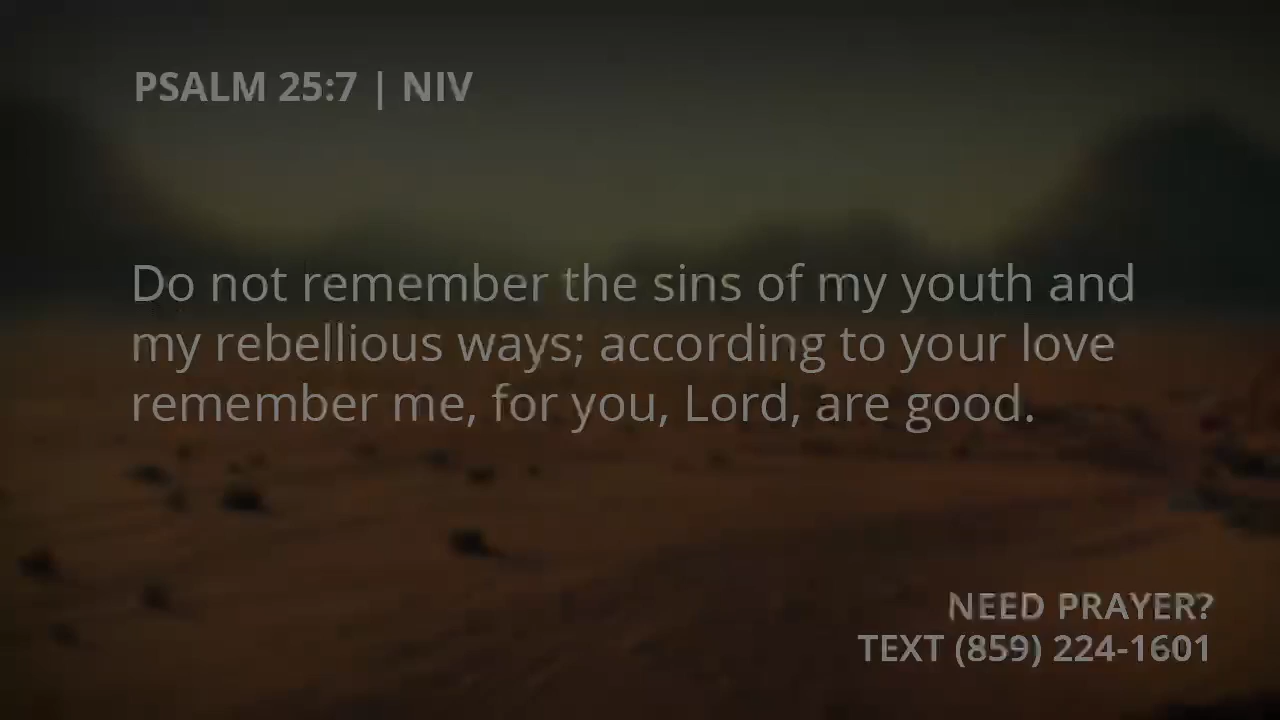 PSALM 25:7 | NIV
Do not remember the sins of my youth and
my rebellious ways; according to your love
remember me, for you, Lord, are good.
NEED PRAYER?
TEXT (859) 224-1601